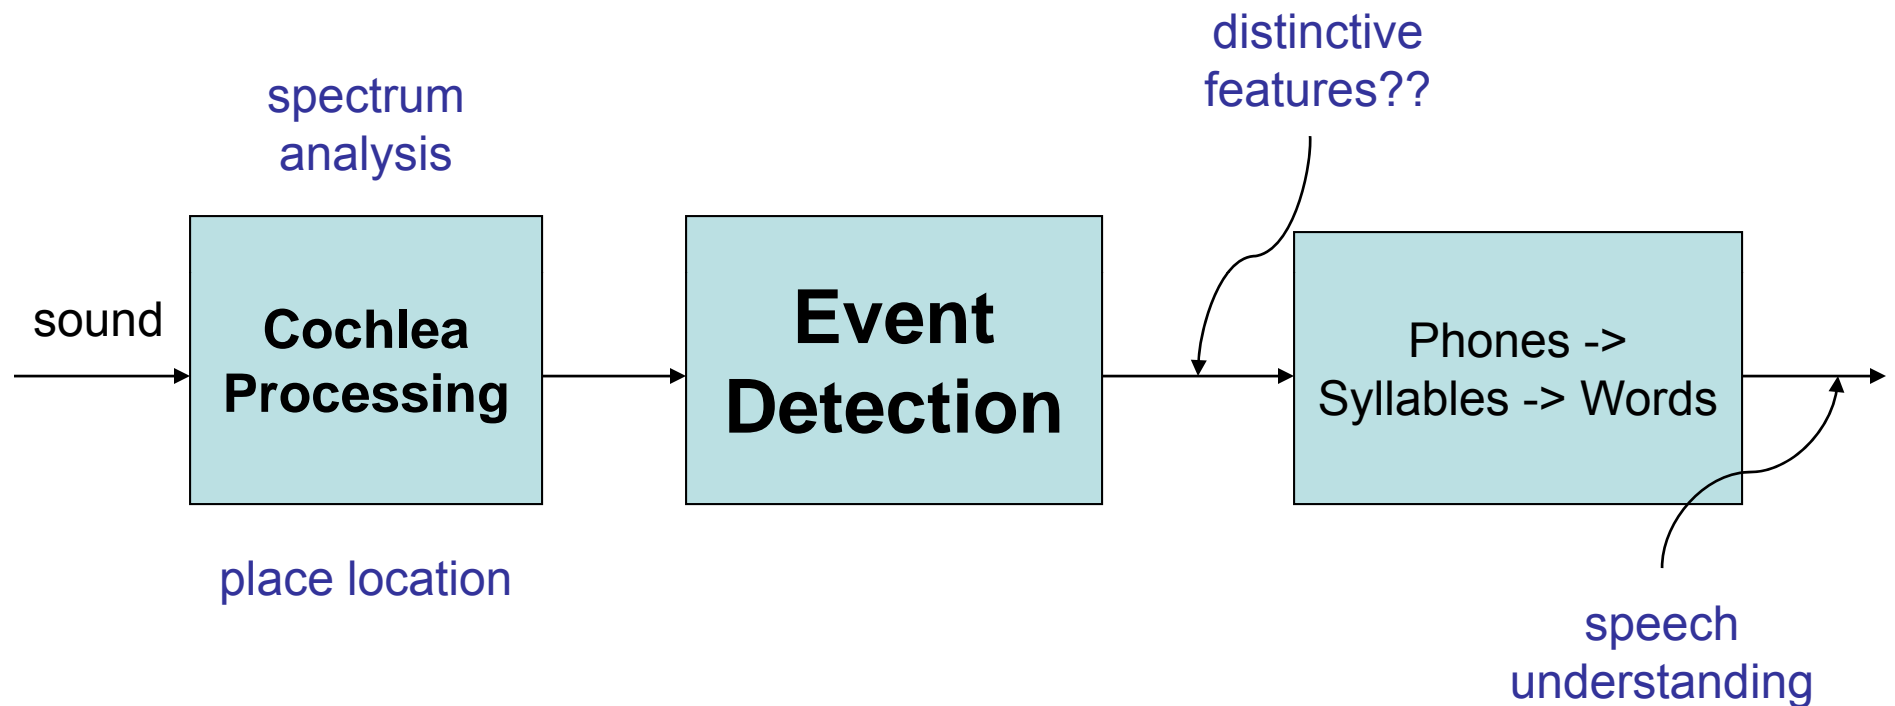 spectrum
analysis
sound
Cochlea
Processing
place location
Event
Detection
distinctive
features??
Phones ->
Syllables -> Words
speech
understanding